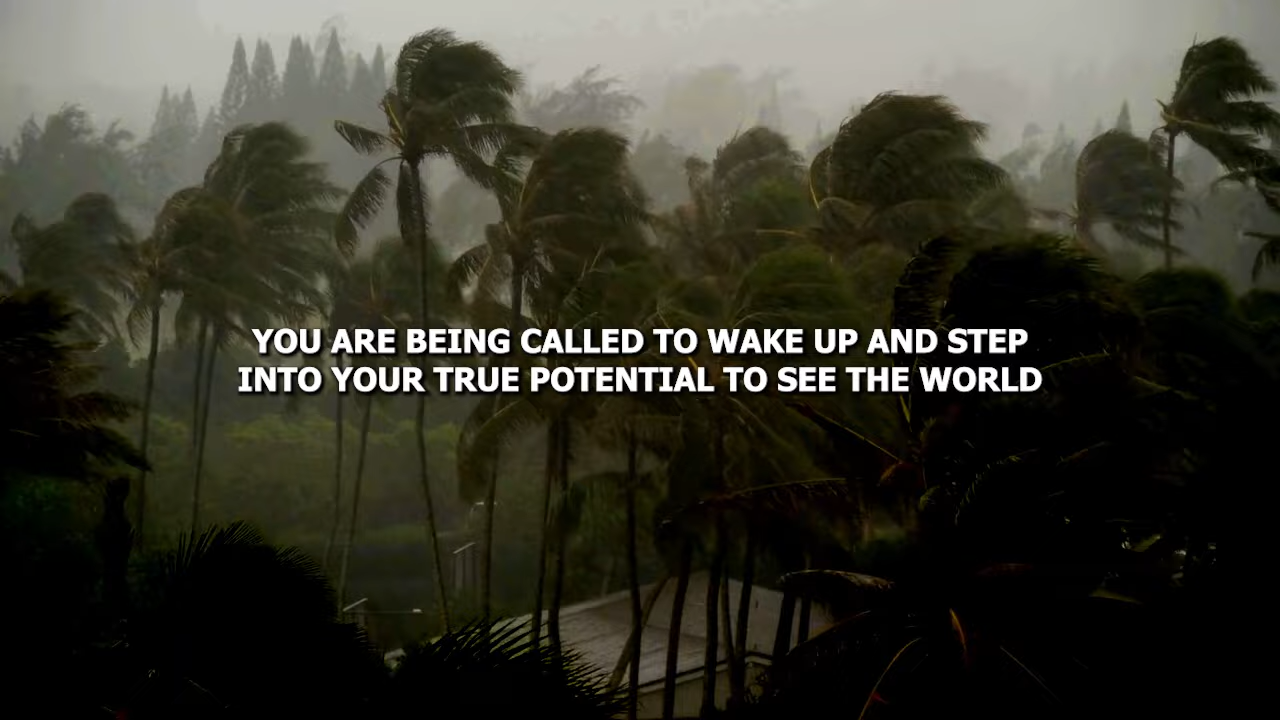 YOU ARE BEING CALLED TO WAKE UP AND STEP
INTO YOUR TRUE POTENTIAL TO SEE THE WORLD